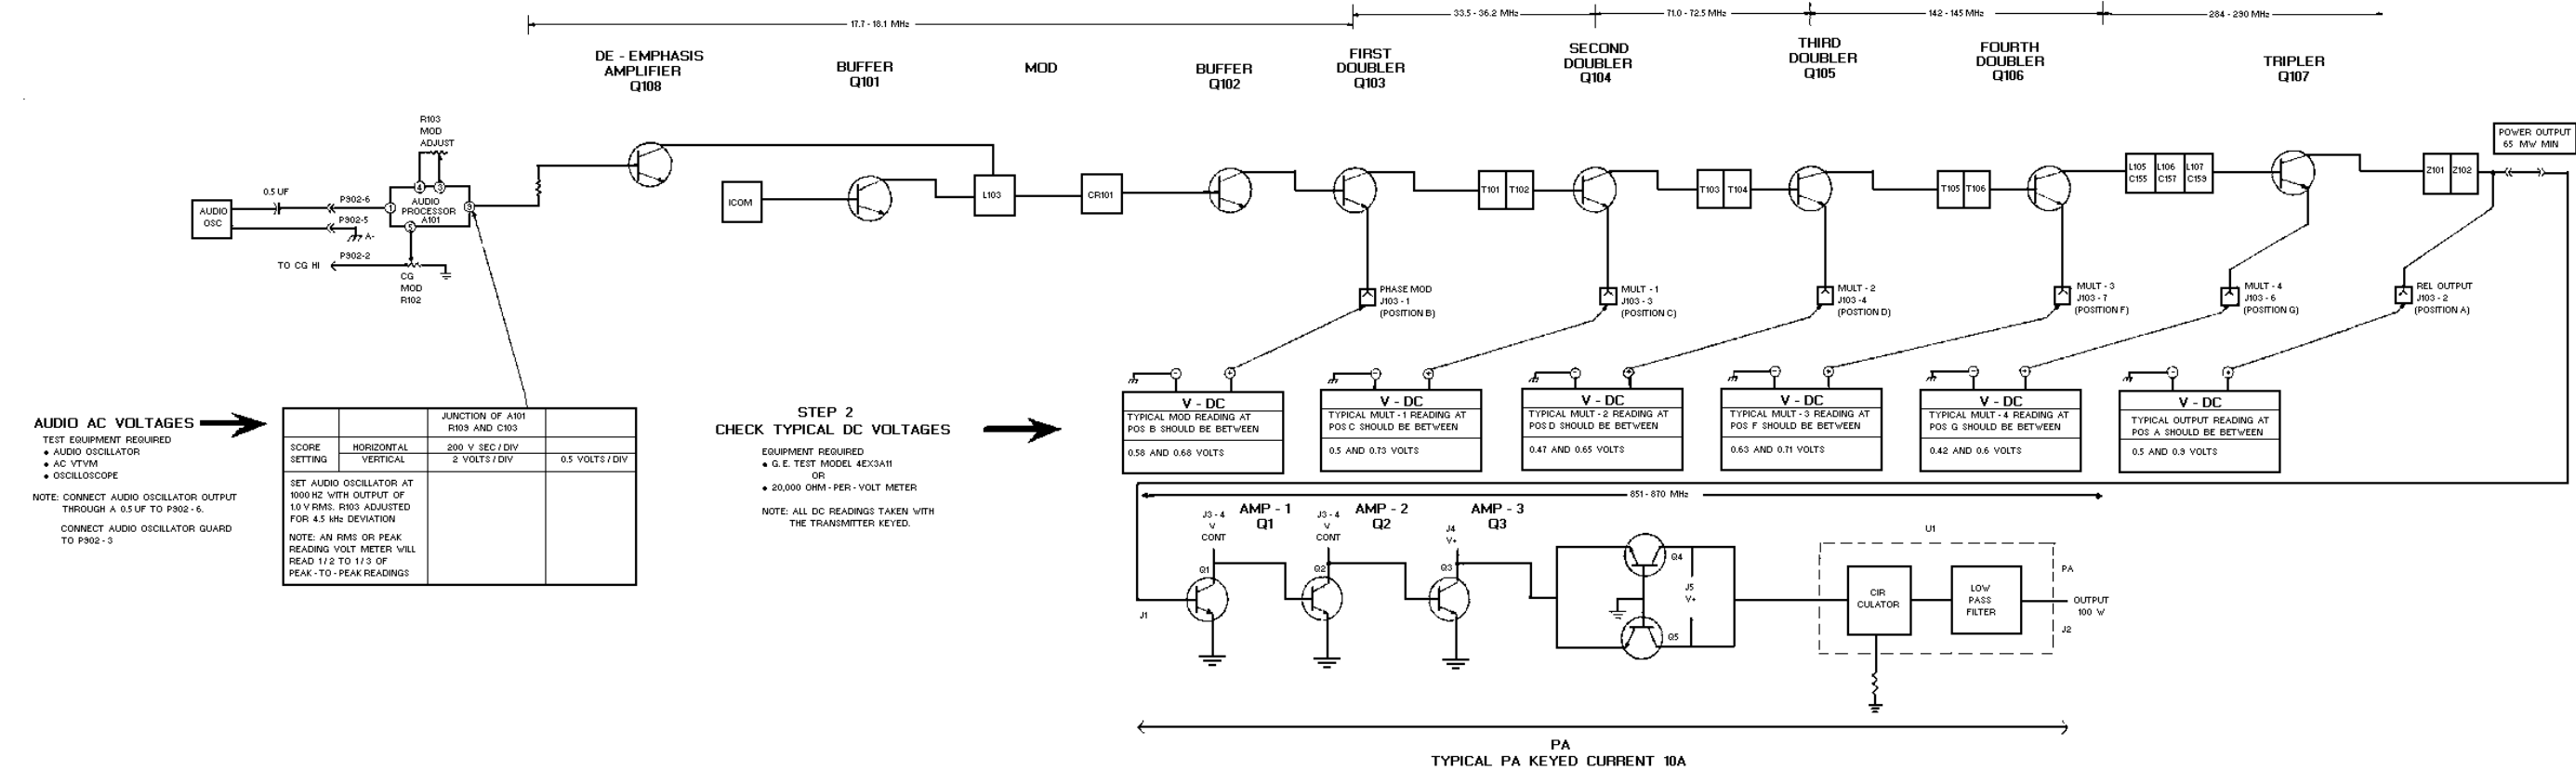 17.7 - 18.1 MHz
33.5 - 36.2 MHz
71.0 - 72.5 MHz
142 - 145 MHz
284 - 290 MHz
DE - EMPHASIS
AMPLIFIER
Q108
BUFFER
Q101
MOD
BUFFER
Q102
FIRST
DOUBLER
Q103
SECOND
DOUBLER
Q104
THIRD
DOUBLER
Q105
FOURTH
DOUBLER
Q106
TRIPLER
Q107
R103
MOD
ADJUST
4
3
0.5 UF
P902-6
P902-5
A-
AUDIO
OSC
1
AUDIO
PROCESSOR
A101
9
5
P902-2
TO CG HI
CG
MOD
R102
ICOM
L103
CR101
T101
T102
T103
T104
T105
T106
L105
C155
L106
C157
L107
C159
Z101
Z102
POWER OUTPUT
65 MW MIN
PHASE MOD
J103 - 1
(POSITION B)
MULT - 1
J103 - 3
(POSITION C)
MULT - 2
J103 -4
(POSTION D)
MULT - 3
J103 - 7
(POSITION F)
MULT - 4
J103 - 6
(POSITION G)
REL OUTPUT
J103 - 2
(POSITION A)
AUDIO AC VOLTAGES
TEST EQUIPMENT REQUIRED
• AUDIO OSCILLATOR
• AC VTVM
• OSCILLOSCOPE
NOTE: CONNECT AUDIO OSCILLATOR OUTPUT
THROUGH A 0.5 UF TO P902 - 6.
CONNECT AUDIO OSCILLATOR GUARD
TO P902 - 3
JUNCTION OF A101
R109 AND C103
SCORE
SETTING
HORIZONTAL
200 V SEC / DIV
VERTICAL
2 VOLTS / DIV
0.5 VOLTS / DIV
SET AUDIO OSCILLATOR AT
1000 HZ WITH OUTPUT OF
1.0 V RMS. R103 ADJUSTED
FOR 4.5 kHz DEVIATION
NOTE: AN RMS OR PEAK
READING VOLT METER WILL
READ 1 / 2 TO 1 / 3 OF
PEAK - TO - PEAK READINGS
STEP 2
CHECK TYPICAL DC VOLTAGES
EQUIPMENT REQUIRED
• G.E. TEST MODEL 4EX3A11
OR
• 20,000 OHM - PER - VOLT METER
NOTE: ALL DC READINGS TAKEN WITH
THE TRANSMITTER KEYED.
V - DC
TYPICAL MOD READING AT
POS B SHOULD BE BETWEEN
0.58 AND 0.68 VOLTS
V - DC
TYPICAL MULT - 1 READING AT
POS C SHOULD BE BETWEEN
0.5 AND 0.73 VOLTS
V - DC
TYPICAL MULT - 2 READING AT
POS D SHOULD BE BETWEEN
0.47 AND 0.65 VOLTS
V - DC
TYPICAL MULT - 3 READING AT
POS F SHOULD BE BETWEEN
0.63 AND 0.71 VOLTS
V - DC
TYPICAL MULT - 4 READING AT
POS G SHOULD BE BETWEEN
0.42 AND 0.6 VOLTS
V - DC
TYPICAL OUTPUT READING AT
POS A SHOULD BE BETWEEN
0.5 AND 0.9 VOLTS
851 - 870 MHz
J3 - 4
V
CONT
AMP - 1
Q1
J3 - 4
V
CONT
AMP - 2
Q2
J4
V+
AMP - 3
Q3
U1
Q1
Q2
Q3
Q4
Q5
J5
V+
J1
CIR
CULATOR
LOW
PASS
FILTER
PA
OUTPUT
100 W
J2
PA
TYPICAL PA KEYED CURRENT 10A